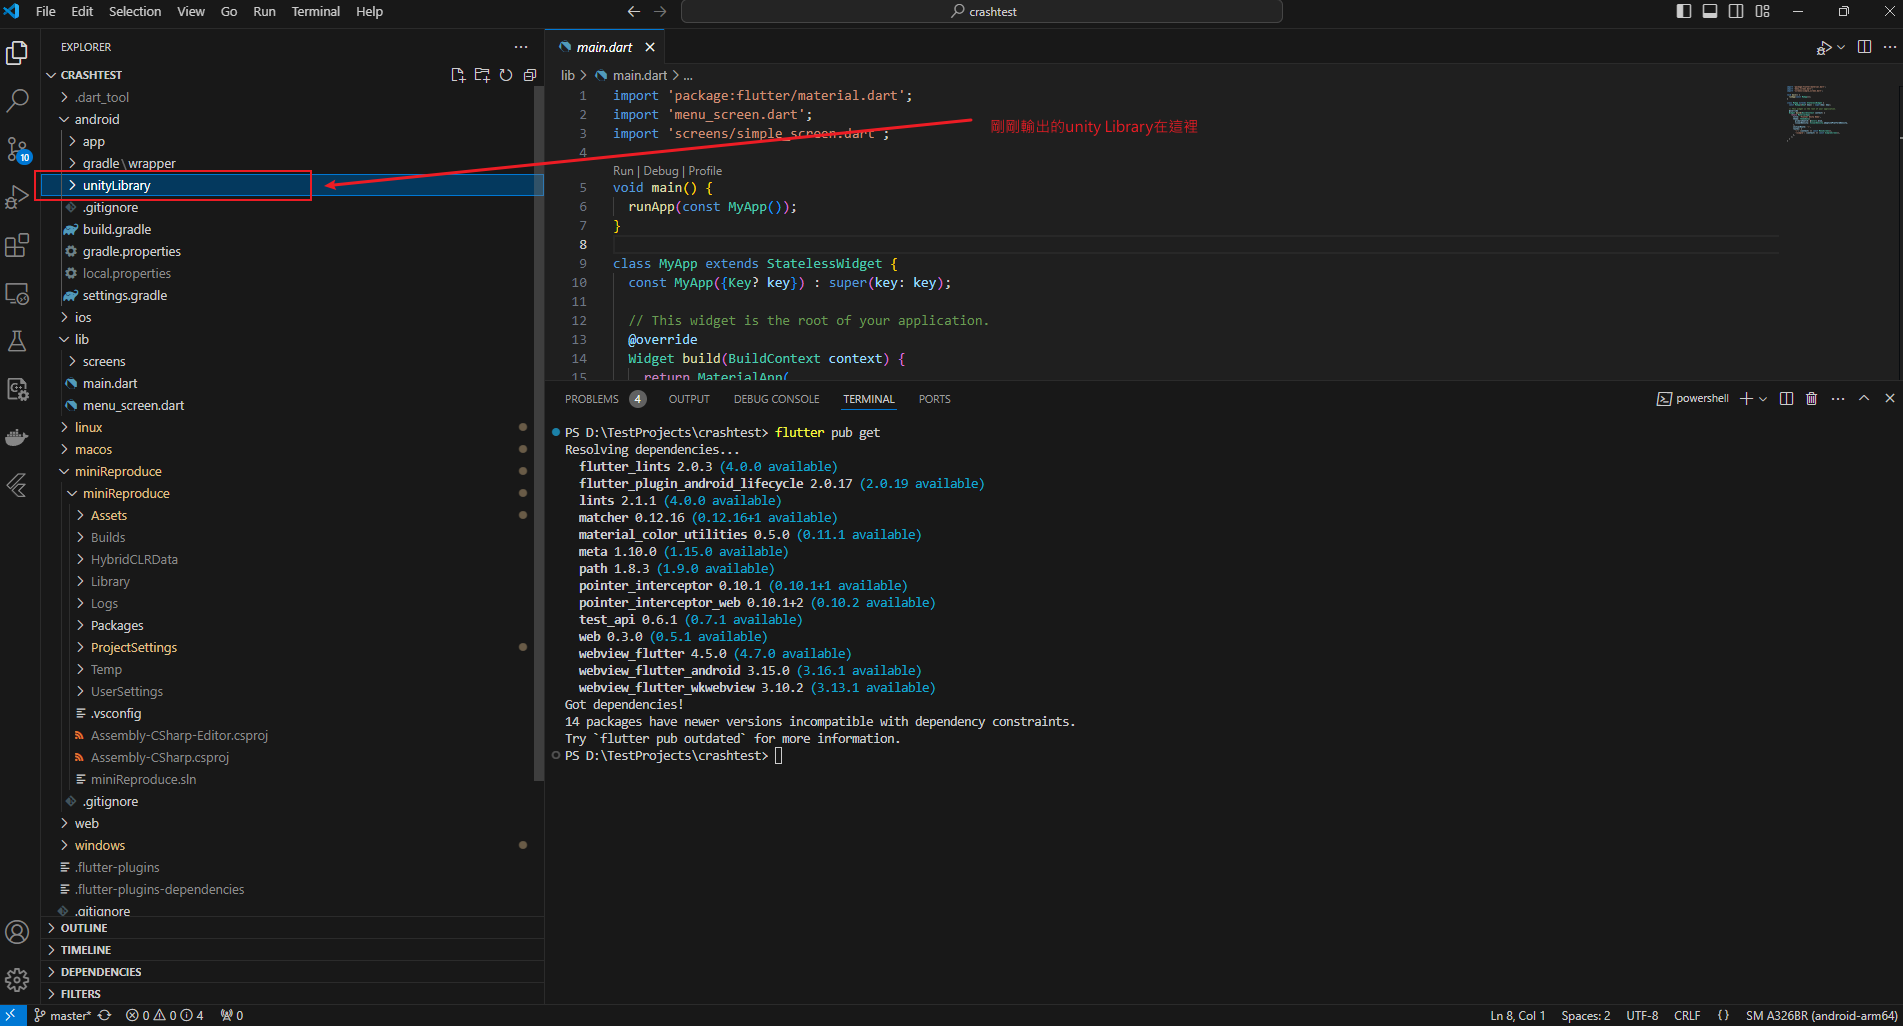 File Edit Selection View Go Run Terminal Help
crashtest
EXPLORER
CRASHTEST
.dart_tool
android
app
gradle\wrapper
unityLibrary
.gitignore
build.gradle
gradle.properties
local.properties
settings.gradle
ios
lib
screens
main.dart
menu_screen.dart
linux
macos
miniReproduce
miniReproduce
Assets
Builds
HybridCLRData
Library
Logs
Packages
ProjectSettings
Temp
UserSettings
.vsconfig
Assembly-CSharp-Editor.csproj
Assembly-CSharp.csproj
miniReproduce.sln
.gitignore
web
windows
.flutter-plugins
.flutter-plugins-dependencies
.gitignore
OUTLINE
TIMELINE
DEPENDENCIES
FILTERS
10
main.dart
lib > main.dart > ...
1 import 'package:flutter/material.dart';
2 import 'menu_screen.dart';
3 import 'screens/simple_screen.dart';
剛剛輸出的unity Library在這裡
4
Run | Debug | Profile
5 void main() {
6 runApp(const MyApp());
7 }
8
9 class MyApp extends StatelessWidget {
10 const MyApp({Key? key}) : super(key: key);
11
12 // This widget is the root of your application.
13 @override
14 Widget build(BuildContext context) {
15 return MaterialApp(
PROBLEMS 4 OUTPUT DEBUG CONSOLE TERMINAL PORTS
powershell
PS D:\TestProjects\crashtest> flutter pub get
Resolving dependencies...
flutter_lints 2.0.3 (4.0.0 available)
flutter_plugin_android_lifecycle 2.0.17 (2.0.19 available)
lints 2.1.1 (4.0.0 available)
matcher 0.12.16 (0.12.16+1 available)
material_color_utilities 0.5.0 (0.11.1 available)
meta 1.10.0 (1.15.0 available)
path 1.8.3 (1.9.0 available)
pointer_interceptor 0.10.1 (0.10.1+1 available)
pointer_interceptor_web 0.10.1+2 (0.10.2 available)
test_api 0.6.1 (0.7.1 available)
web 0.3.0 (0.5.1 available)
webview_flutter 4.5.0 (4.7.0 available)
webview_flutter_android 3.15.0 (3.16.1 available)
webview_flutter_wkwebview 3.10.2 (3.13.1 available)
Got dependencies!
14 packages have newer versions incompatible with dependency constraints.
Try `flutter pub outdated` for more information.
PS D:\TestProjects\crashtest>
master* 0 0 4 0
Ln 8, Col 1 Spaces: 2 UTF-8 CRLF {} SM A326BR (android-arm64)